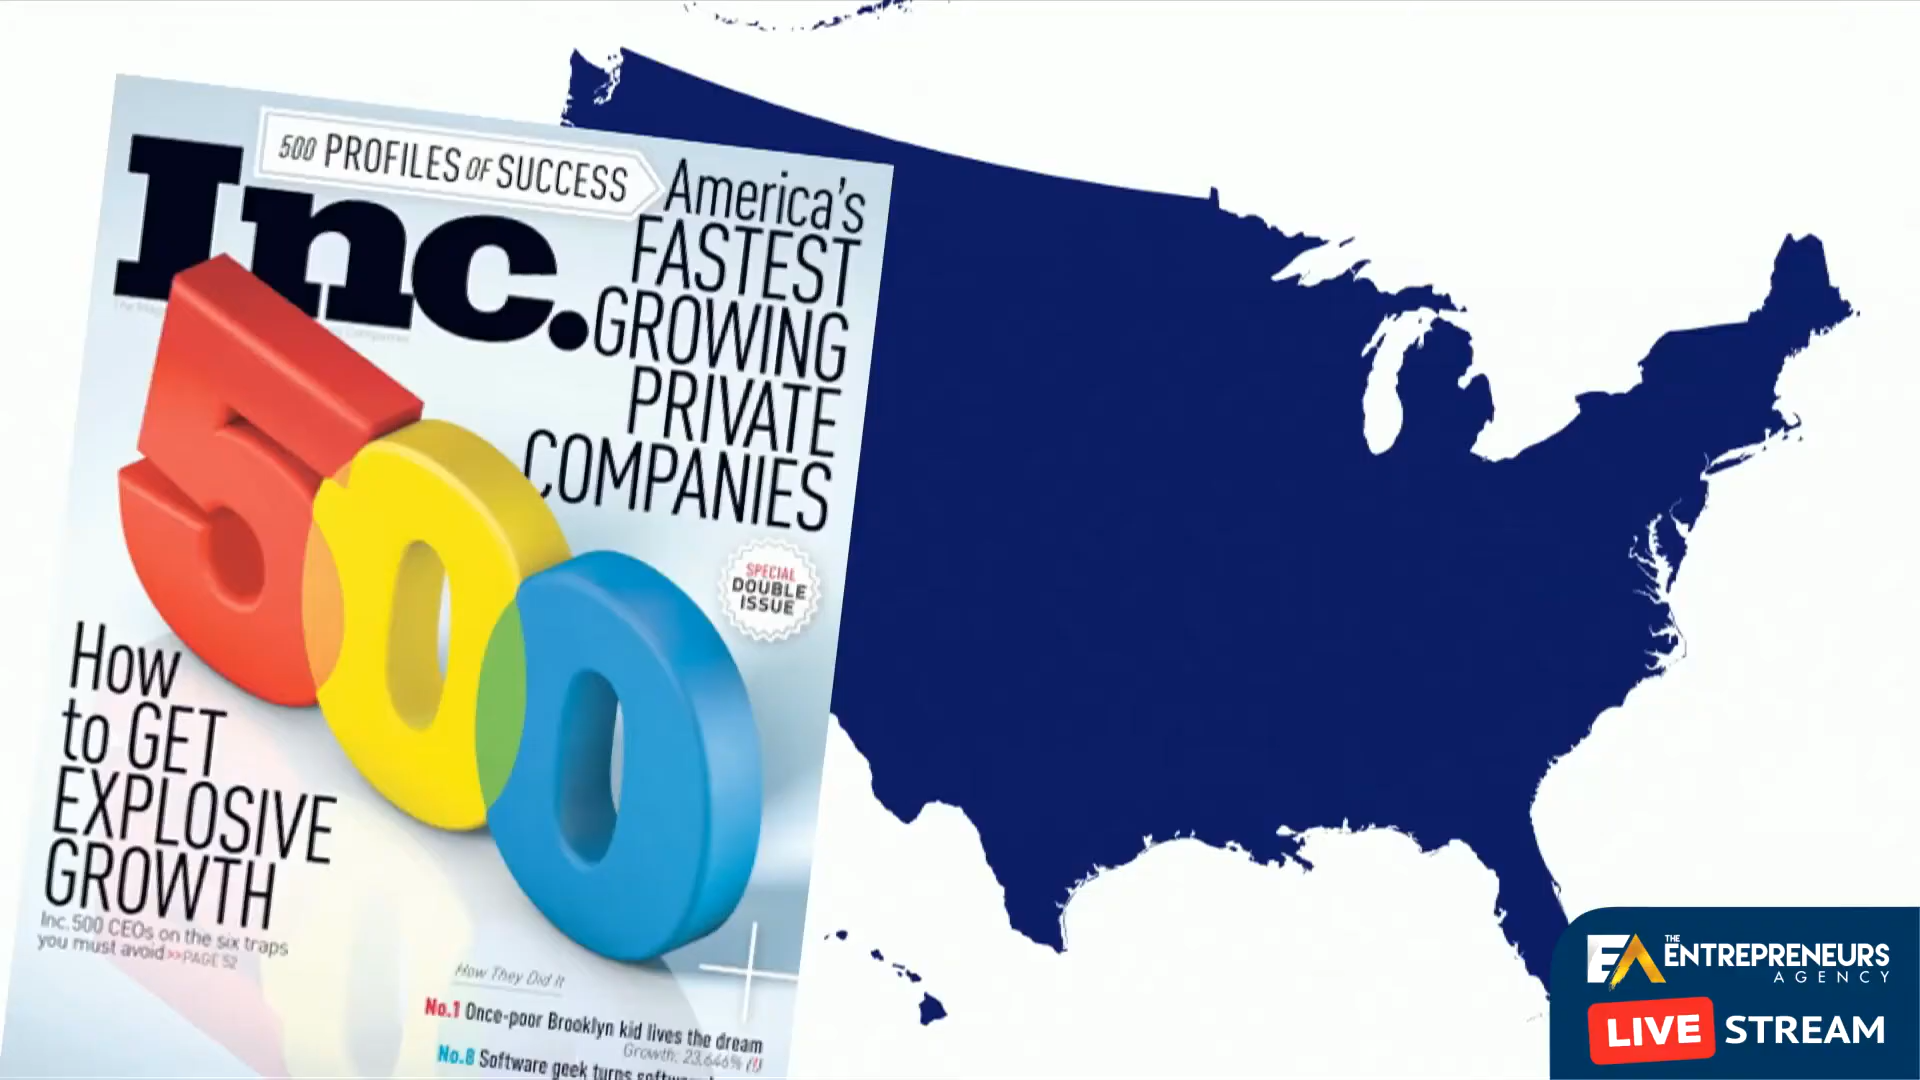 500 PROFILES OF SUCCESS
Inc.
America's
FASTEST
GROWING
PRIVATE
COMPANIES
500
SPECIAL
DOUBLE
ISSUE
How
to GET
EXPLOSIVE
GROWTH
Inc. 500 CEOs on the six traps
you must avoid >>PAGE 52
How They Did It
No.1 Once-poor Brooklyn kid lives the dream
Growth: 23,646% (!)
No.8 Software geek turns
EA THE ENTREPRENEURS
AGENCY
LIVE STREAM